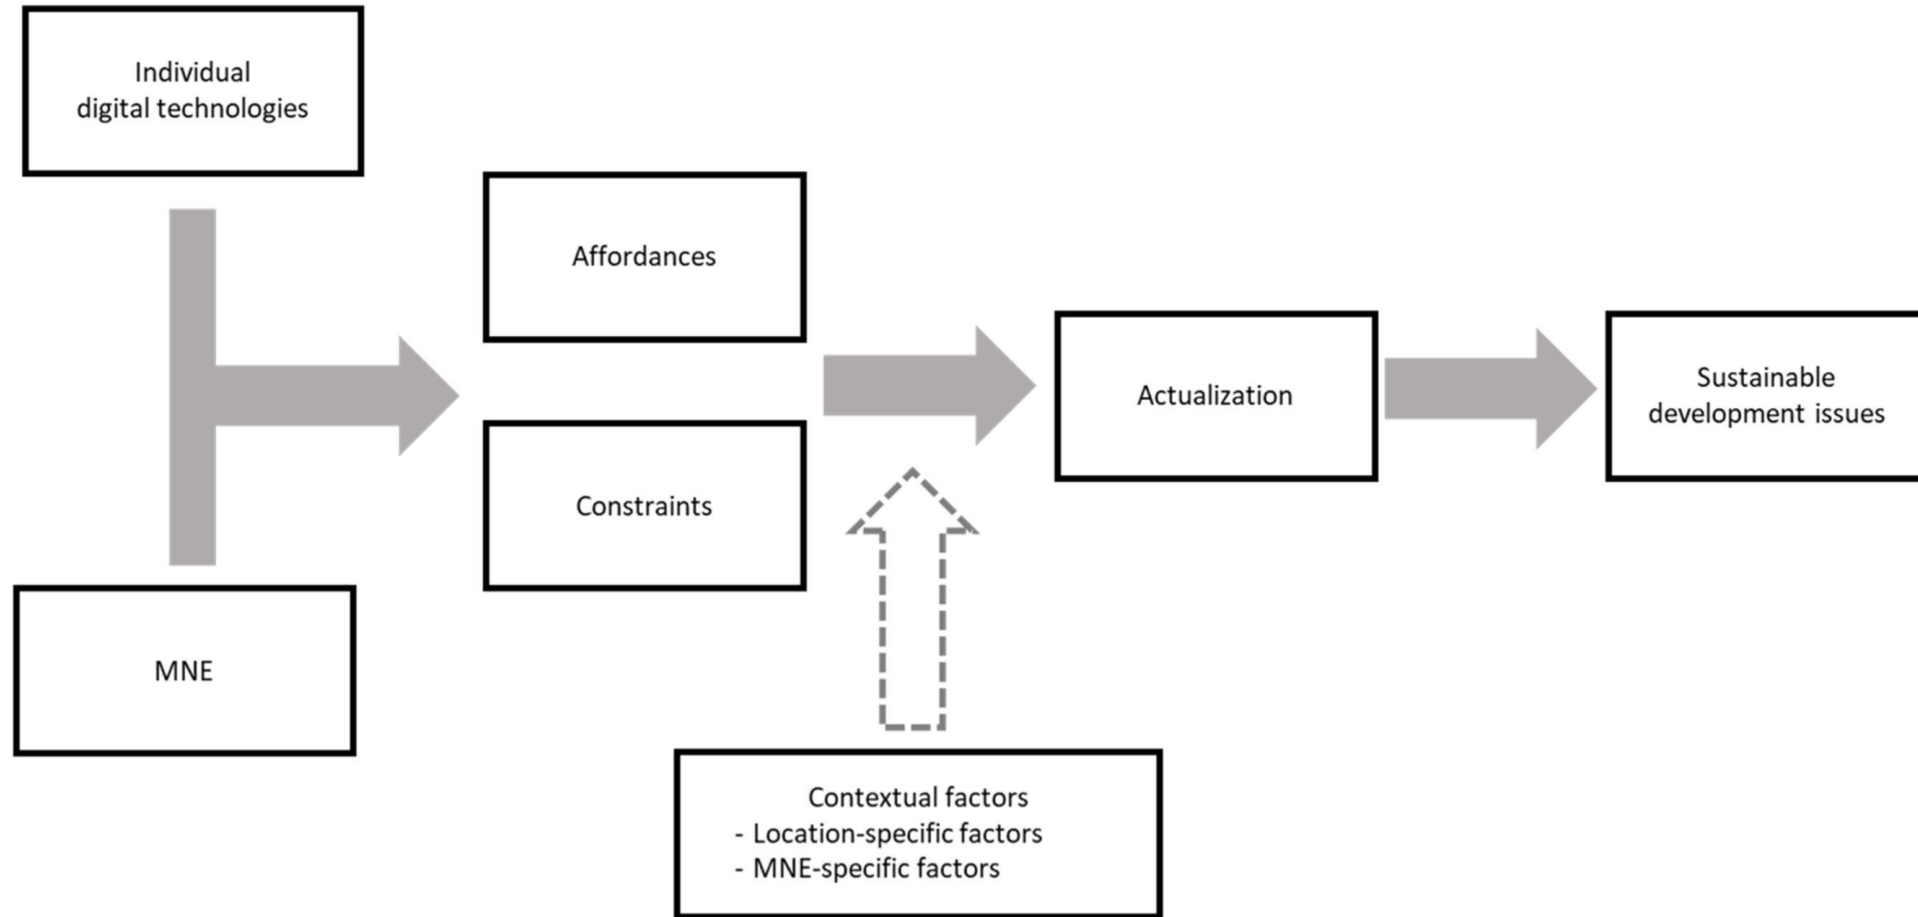 Individual
digital technologies
Affordances
Constraints
MNE
Actualization
Sustainable
development issues
Contextual factors
- Location-specific factors
- MNE-specific factors